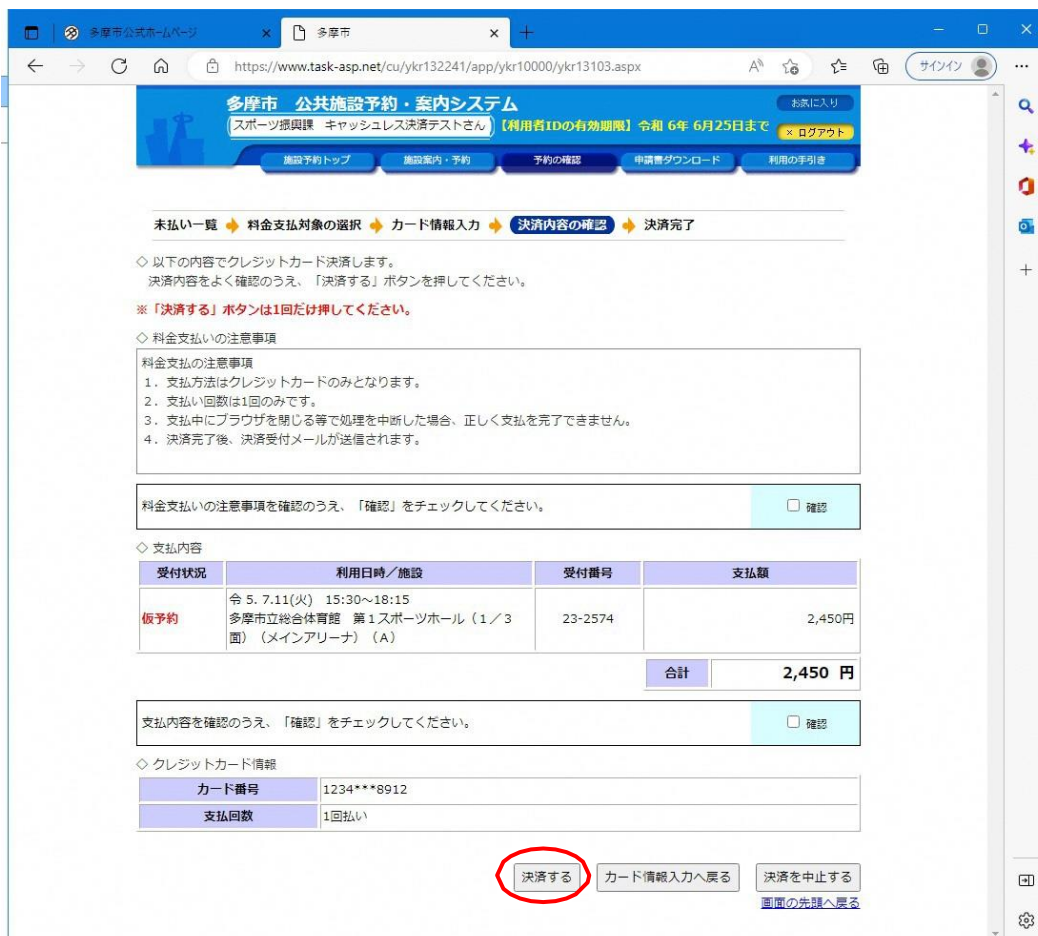 多摩市公式ホームページ
多摩市
https://www.task-asp.net/cu/ykr132241/app/ykr10000/ykr13103.aspx
サインイン
多摩市 公共施設予約・案内システム
お気に入り
スポーツ振興課 キャッシュレス決済テストさん
【利用者IDの有効期限】令和 6年 6月25日まで
× ログアウト
施設予約トップ
施設案内・予約
予約の確認
申請書ダウンロード
利用の手引き
未払い一覧 料金支払対象の選択 カード情報入力 決済内容の確認 決済完了
◇ 以下の内容でクレジットカード決済します。
決済内容をよく確認のうえ、「決済する」ボタンを押してください。
※「決済する」ボタンは1回だけ押してください。
◇ 料金支払いの注意事項
料金支払の注意事項
1．支払方法はクレジットカードのみとなります。
2．支払い回数は1回のみです。
3．支払中にブラウザを閉じる等で処理を中断した場合、正しく支払を完了できません。
4．決済完了後、決済受付メールが送信されます。
料金支払いの注意事項を確認のうえ、「確認」をチェックしてください。
確認
◇ 支払内容
受付状況 利用日時／施設 受付番号 支払額
令 5. 7.11(火) 15:30～18:15
仮予約 多摩市立総合体育館 第１スポーツホール（１／３ 23-2574 2,450円
面）（メインアリーナ）（Ａ）
合計 2,450 円
支払内容を確認のうえ、「確認」をチェックしてください。
確認
◇ クレジットカード情報
カード番号 1234***8912
支払回数 1回払い
決済する カード情報入力へ戻る 決済を中止する
画面の先頭へ戻る